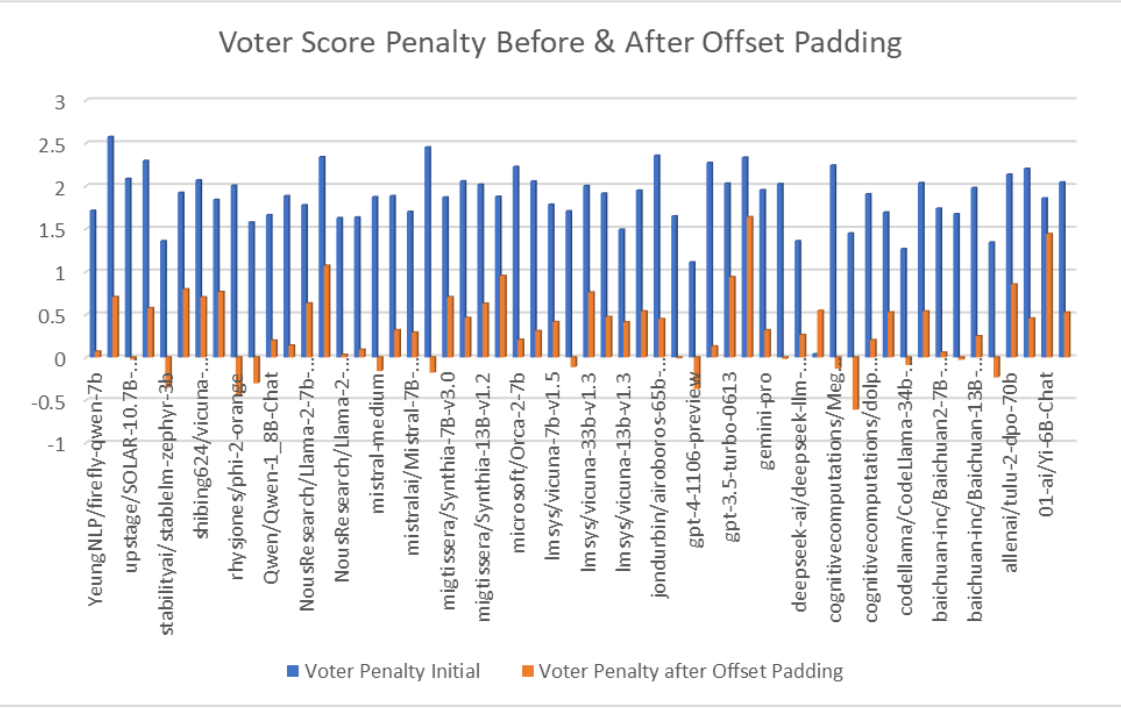 Voter Score Penalty Before & After Offset Padding
3
2.5
2
1.5
1
0.5
0
-0.5
-1
YeungNLP/firefly-qwen-7b
upstage/SOLAR-10.7B-...
stabilityai/stablelm-zephyr-3b
shibing624/vicuna-...
rhysjones/phi-2-orange
Qwen/Qwen-1_8B-Chat
NousResearch/Llama-2-7b-...
NousResearch/Llama-2-...
mistral-medium
mistralai/Mistral-7B-...
migtissera/Synthia-7B-v3.0
migtissera/Synthia-13B-v1.2
microsoft/Orca-2-7b
lmsys/vicuna-7b-v1.5
lmsys/vicuna-33b-v1.3
lmsys/vicuna-13b-v1.3
jondurbin/airoboros-65b-...
gpt-4-1106-preview
gpt-3.5-turbo-0613
gemini-pro
deepseek-ai/deepseek-llm-...
cognitivecomputations/Meg...
cognitivecomputations/dolp...
codellama/CodeLlama-34b-...
baichuan-inc/Baichuan2-7B-...
baichuan-inc/Baichuan-13B-...
allenai/tulu-2-dpo-70b
01-ai/Yi-6B-Chat
Voter Penalty Initial
Voter Penalty after Offset Padding